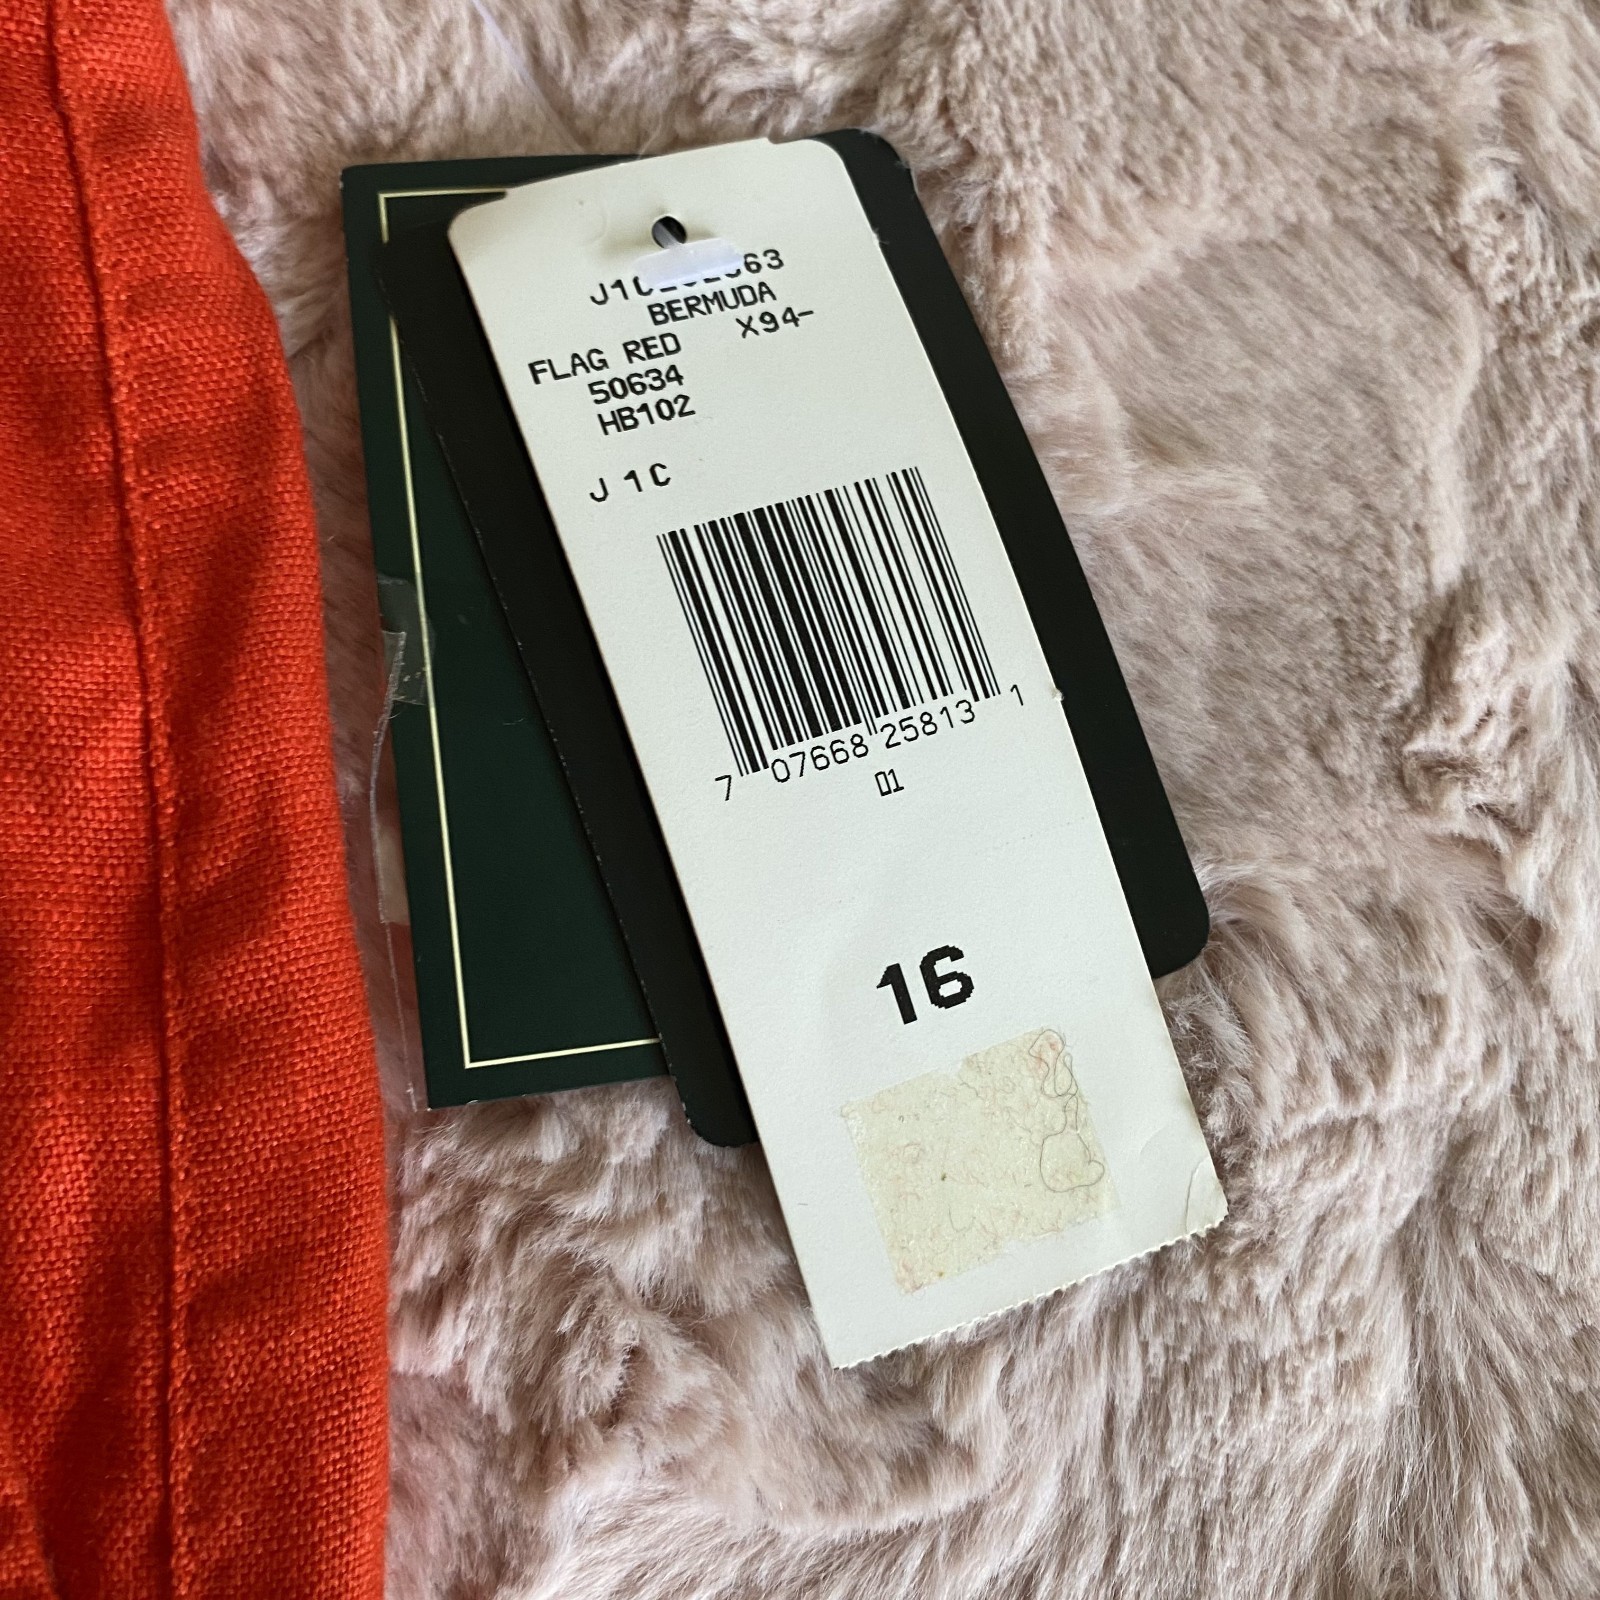 BERMUDA
FLAG RED X94-
50634
HB102
J 1C
7 07668 25813 1
01
16